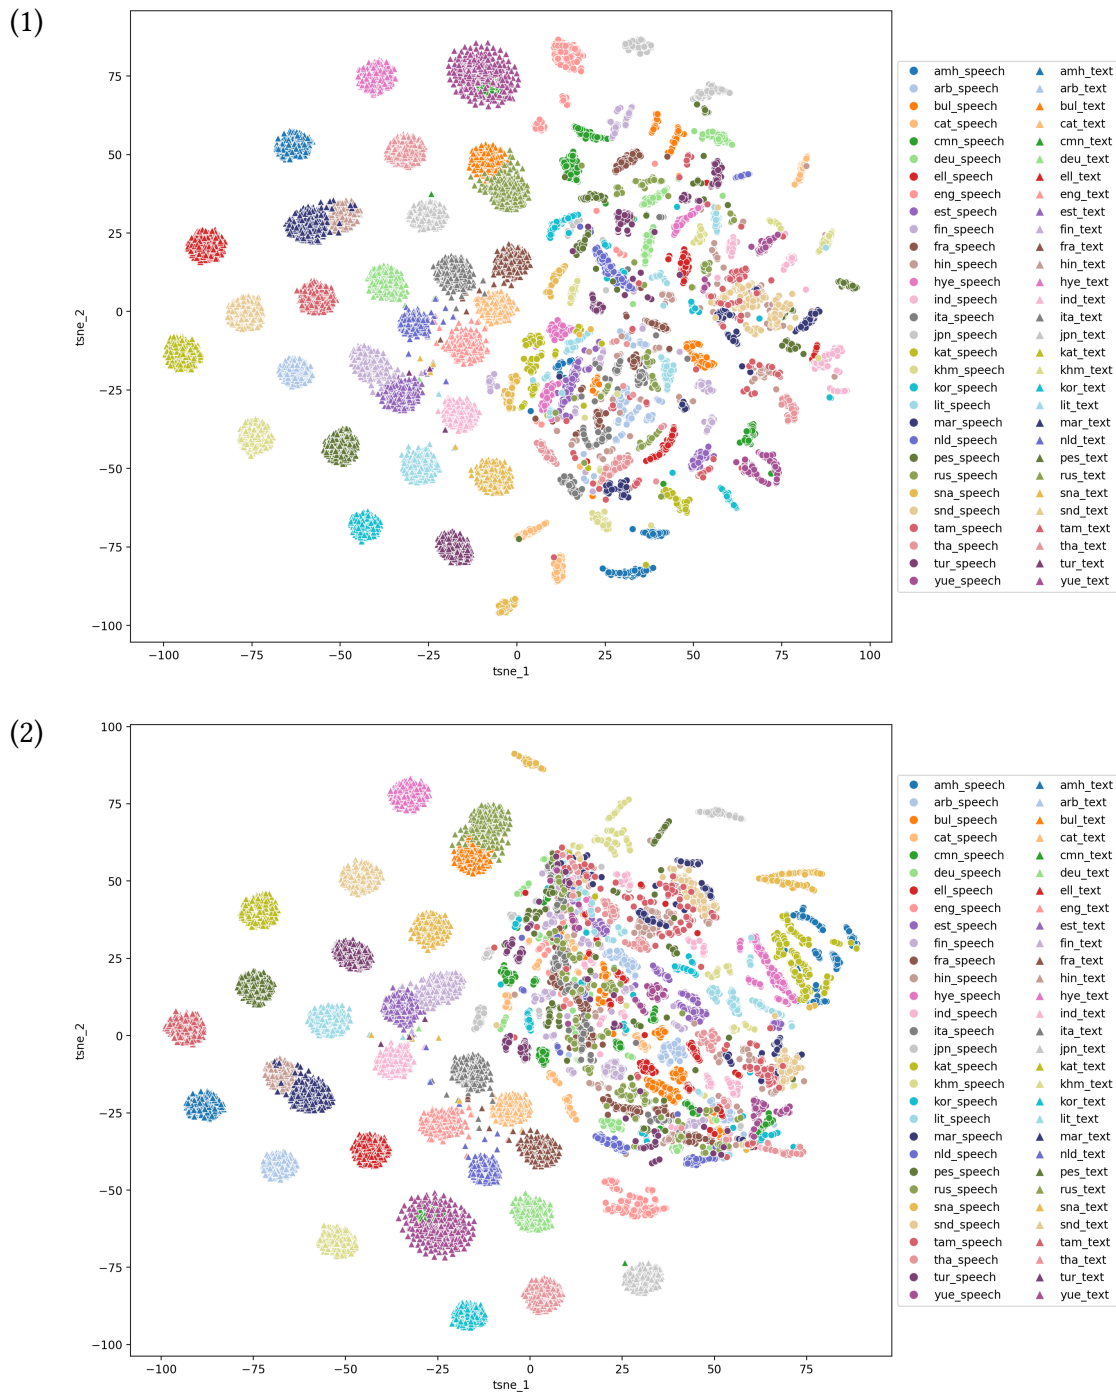 (1)
75
50
25
0
−25
−50
−75
−100
tsne_2
−100 −75 −50 −25 0 25 50 75 100
tsne_1
amh_speech amh_text
arb_speech arb_text
bul_speech bul_text
cat_speech cat_text
cmn_speech cmn_text
deu_speech deu_text
ell_speech ell_text
eng_speech eng_text
est_speech est_text
fin_speech fin_text
fra_speech fra_text
hin_speech hin_text
hye_speech hye_text
ind_speech ind_text
ita_speech ita_text
jpn_speech jpn_text
kat_speech kat_text
khm_speech khm_text
kor_speech kor_text
lit_speech lit_text
mar_speech mar_text
nld_speech nld_text
pes_speech pes_text
rus_speech rus_text
sna_speech sna_text
snd_speech snd_text
tam_speech tam_text
tha_speech tha_text
tur_speech tur_text
yue_speech yue_text
(2)
100
75
50
25
0
−25
−50
−75
−100
tsne_2
−100 −75 −50 −25 0 25 50 75
tsne_1
amh_speech amh_text
arb_speech arb_text
bul_speech bul_text
cat_speech cat_text
cmn_speech cmn_text
deu_speech deu_text
ell_speech ell_text
eng_speech eng_text
est_speech est_text
fin_speech fin_text
fra_speech fra_text
hin_speech hin_text
hye_speech hye_text
ind_speech ind_text
ita_speech ita_text
jpn_speech jpn_text
kat_speech kat_text
khm_speech khm_text
kor_speech kor_text
lit_speech lit_text
mar_speech mar_text
nld_speech nld_text
pes_speech pes_text
rus_speech rus_text
sna_speech sna_text
snd_speech snd_text
tam_speech tam_text
tha_speech tha_text
tur_speech tur_text
yue_speech yue_text